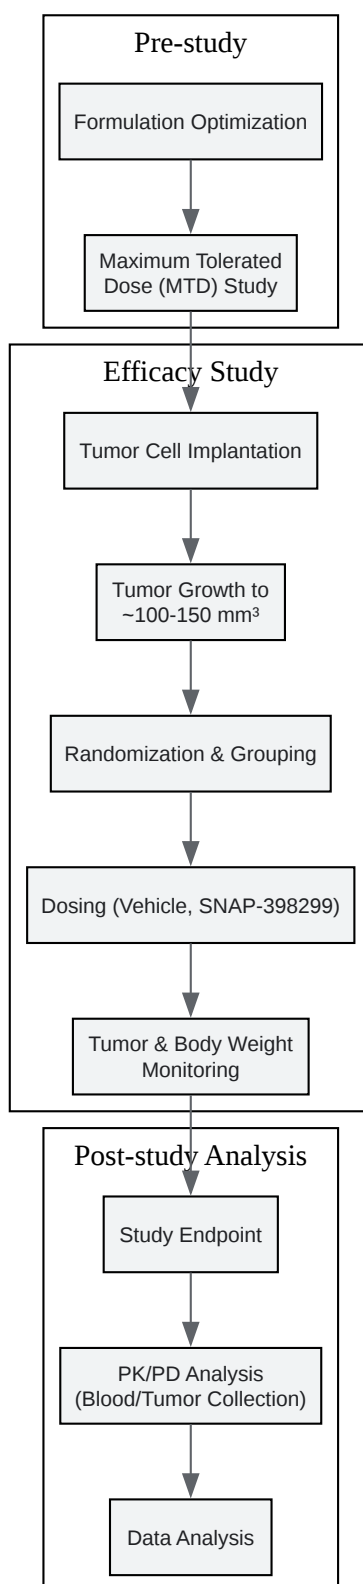 Pre-study
Formulation Optimization
Maximum Tolerated
Dose (MTD) Study
Efficacy Study
Tumor Cell Implantation
Tumor Growth to
~100-150 mm³
Randomization & Grouping
Dosing (Vehicle, SNAP-398299)
Tumor & Body Weight
Monitoring
Post-study Analysis
Study Endpoint
PK/PD Analysis
(Blood/Tumor Collection)
Data Analysis